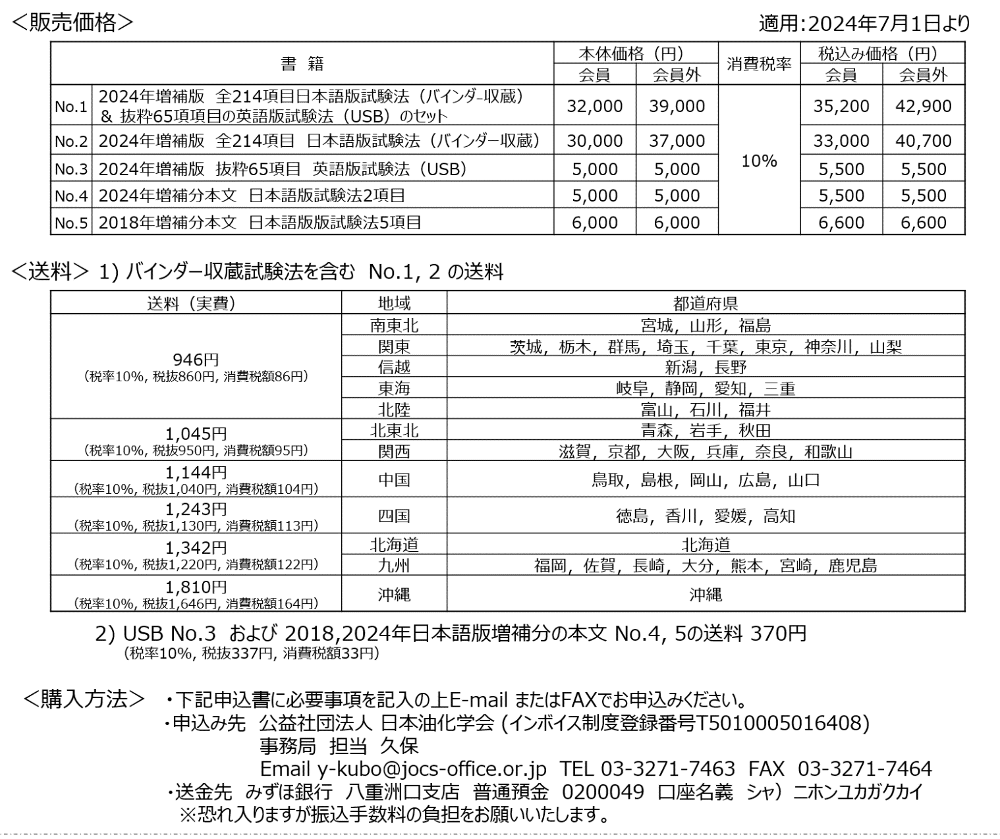 ＜販売価格＞
適用:2024年7月1日より
書 籍 本体価格（円） 消費税率 税込み価格（円）
会員 会員外 会員 会員外
No.1 2024年増補版 全214項目日本語版試験法（バインダー収蔵）
& 抜粋65項項目の英語版試験法（USB）のセット 32,000 39,000 35,200 42,900
No.2 2024年増補版 全214項目 日本語版試験法（バインダー収蔵） 30,000 37,000 33,000 40,700
10%
No.3 2024年増補版 抜粋65項目 英語版試験法（USB） 5,000 5,000 5,500 5,500
No.4 2024年増補分本文 日本語版試験法2項目 5,000 5,000 5,500 5,500
No.5 2018年増補分本文 日本語版版試験法5項目 6,000 6,000 6,600 6,600
＜送料＞ 1) バインダー収蔵試験法を含む No.1, 2 の送料
送料（実費） 地域 都道府県
946円
（税率10%, 税抜860円, 消費税額86円）
南東北 宮城，山形，福島
関東 茨城，栃木，群馬，埼玉，千葉，東京，神奈川，山梨
信越 新潟，長野
東海 岐阜，静岡，愛知，三重
北陸 富山，石川，福井
1,045円
（税率10%, 税抜950円, 消費税額95円）
北東北 青森，岩手，秋田
関西 滋賀，京都，大阪，兵庫，奈良，和歌山
1,144円
（税率10%, 税抜1,040円, 消費税額104円）
中国 鳥取，島根，岡山，広島，山口
1,243円
（税率10%, 税抜1,130円, 消費税額113円）
四国 徳島，香川，愛媛，高知
1,342円
（税率10%, 税抜1,220円, 消費税額122円）
北海道 北海道
九州 福岡，佐賀，長崎，大分，熊本，宮崎，鹿児島
1,810円
（税率10%, 税抜1,646円, 消費税額164円）
沖縄 沖縄
2) USB No.3 および 2018,2024年日本語版増補分の本文 No.4, 5の送料 370円
（税率10%, 税抜337円, 消費税額33円）
＜購入方法＞ ・下記申込書に必要事項を記入の上E-mail またはFAXでお申込みください。
・申込み先 公益社団法人 日本油化学会 (インボイス制度登録番号T5010005016408)
事務局 担当 久保
Email y-kubo@jocs-office.or.jp TEL 03-3271-7463 FAX 03-3271-7464
・送金先 みずほ銀行 八重洲口支店 普通預金 0200049 口座名義 シャ） ニホンユカガクカイ
※恐れ入りますが振込手数料の負担をお願いいたします。